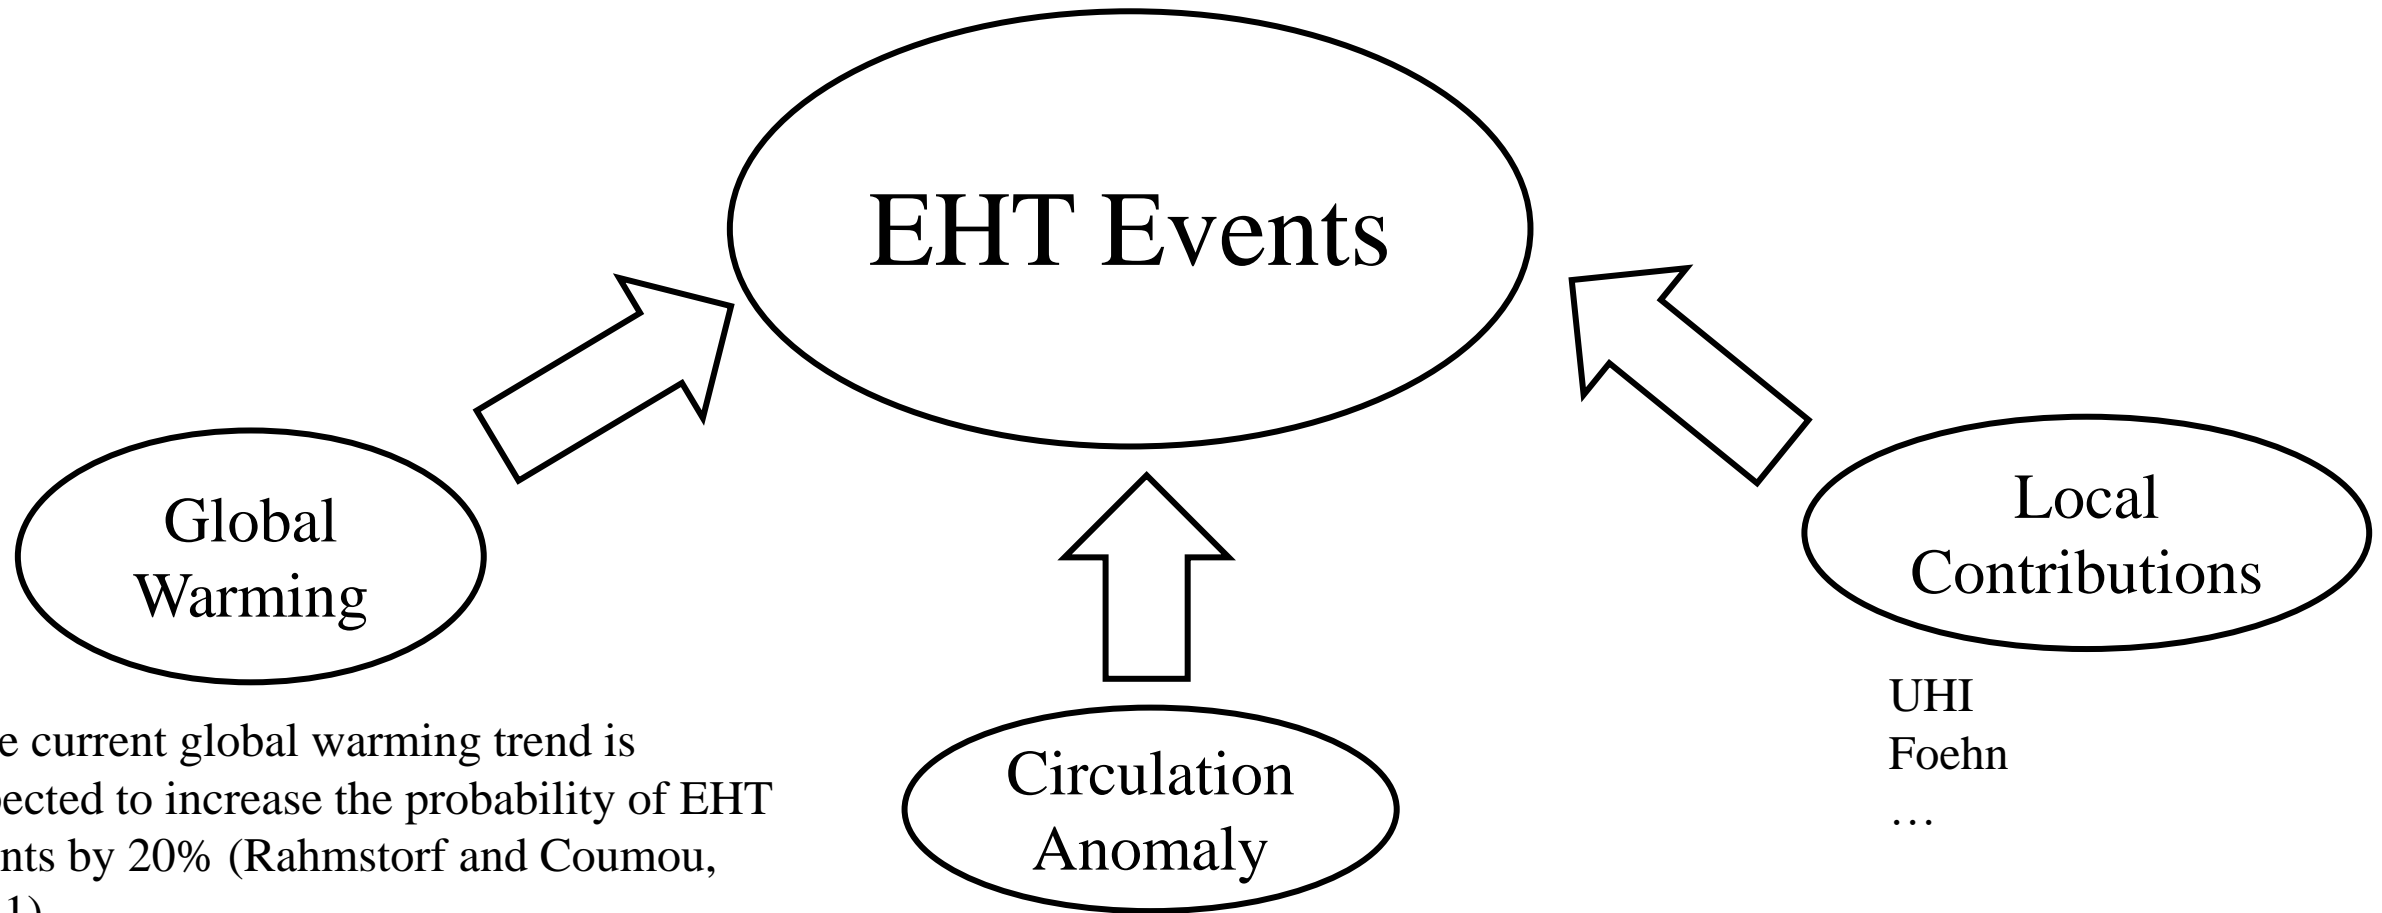 EHT Events
Global
Warming
e current global warming trend is
ected to increase the probability of EHT
nts by 20% (Rahmstorf and Coumou,
1)
Circulation
Anomaly
Local
Contributions
UHI
Foehn
…